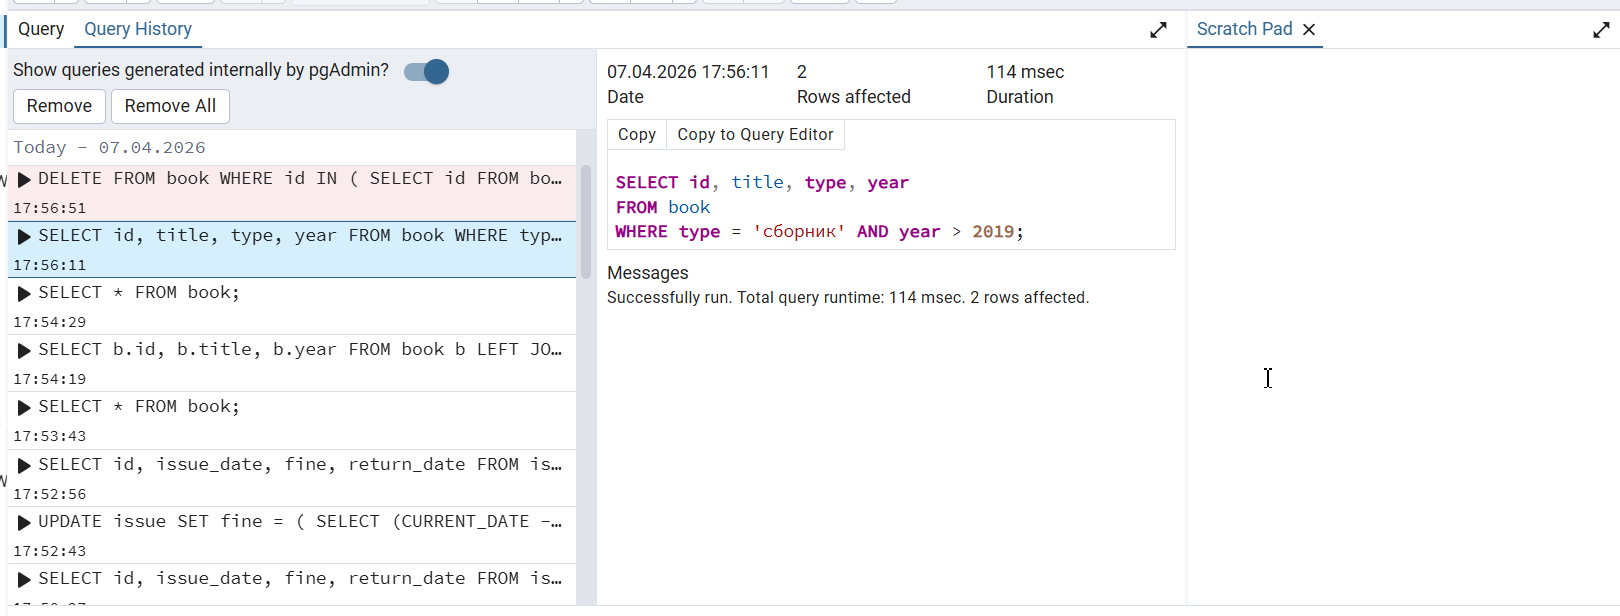 Query Query History
Scratch Pad
Show queries generated internally by pgAdmin?
Remove Remove All
Today - 07.04.2026
DELETE FROM book WHERE id IN ( SELECT id FROM bo…
17:56:51
SELECT id, title, type, year FROM book WHERE typ…
17:56:11
SELECT * FROM book;
17:54:29
SELECT b.id, b.title, b.year FROM book b LEFT JO…
17:54:19
SELECT * FROM book;
17:53:43
SELECT id, issue_date, fine, return_date FROM is…
17:52:56
UPDATE issue SET fine = ( SELECT (CURRENT_DATE -…
17:52:43
SELECT id, issue_date, fine, return_date FROM is…
07.04.2026 17:56:11 2 114 msec
Date Rows affected Duration
Copy Copy to Query Editor
SELECT id, title, type, year
FROM book
WHERE type = 'сборник' AND year > 2019;
Messages
Successfully run. Total query runtime: 114 msec. 2 rows affected.